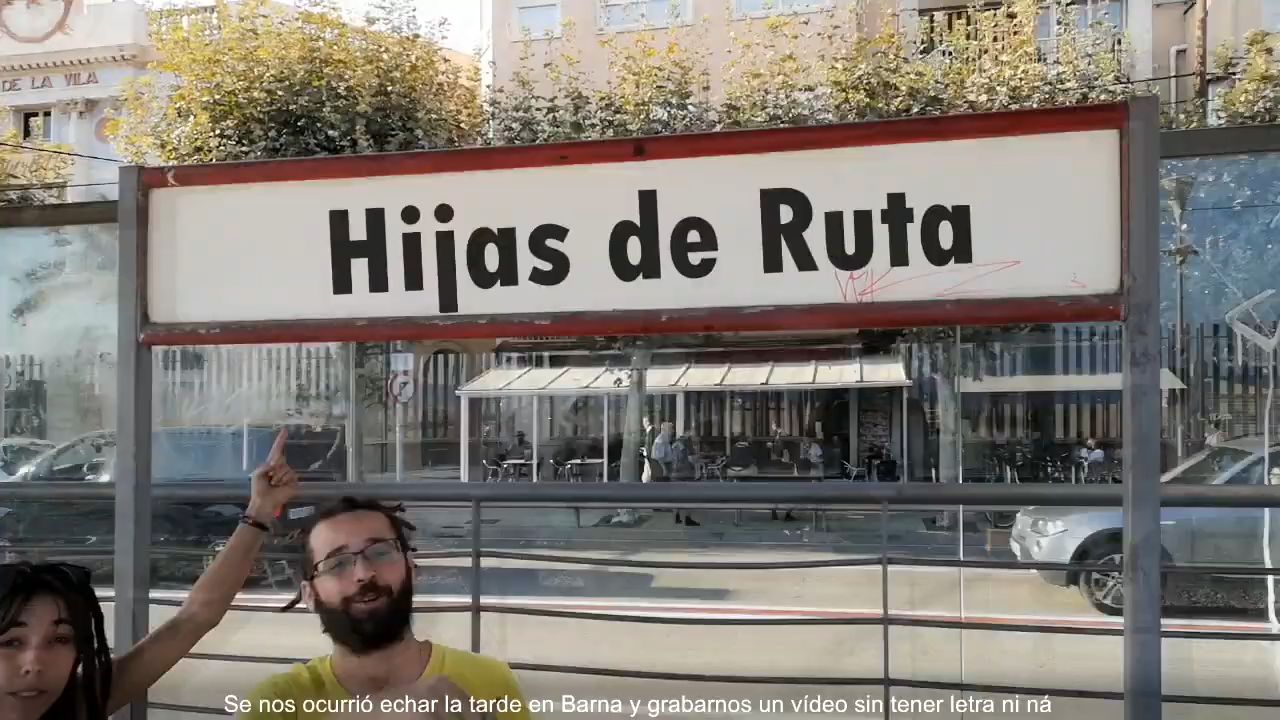 DE LA VILA
Hijas de Ruta
Se nos ocurrió echar la tarde en Barna y grabarnos un vídeo sin tener letra ni ná